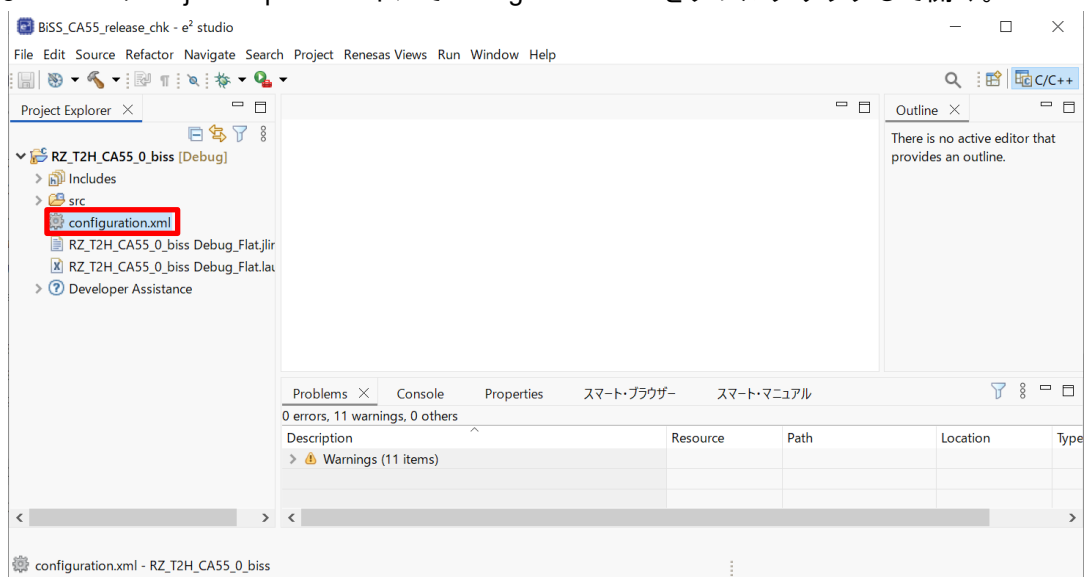 BiSS_CA55_release_chk - e² studio
File Edit Source Refactor Navigate Search Project Renesas Views Run Window Help
C/C++
Project Explorer
Outline
There is no active editor that
provides an outline.
RZ_T2H_CA55_0_biss [Debug]
Includes
src
configuration.xml
RZ_T2H_CA55_0_biss Debug_Flat.jlin
RZ_T2H_CA55_0_biss Debug_Flat.lau
Developer Assistance
Problems Console Properties スマート・ブラウザー スマート・マニュアル
0 errors, 11 warnings, 0 others
Description Resource Path Location Type
Warnings (11 items)
configuration.xml - RZ_T2H_CA55_0_biss